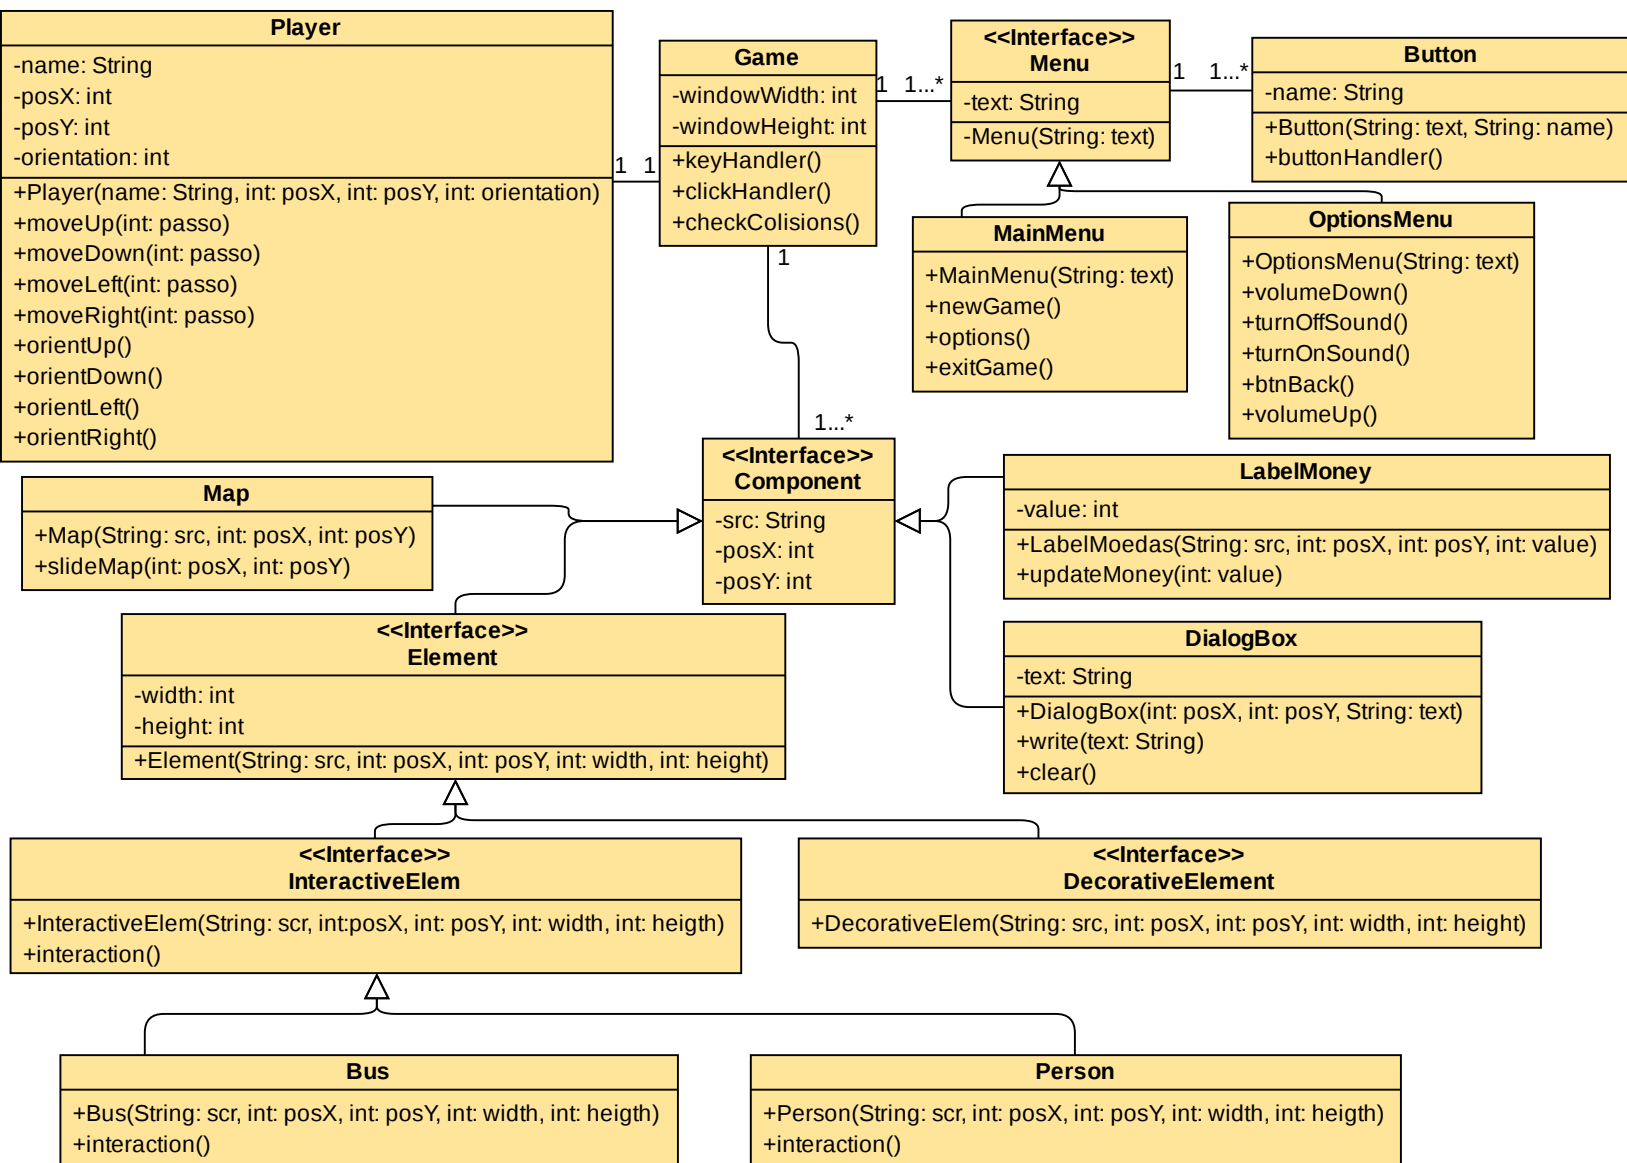 Player
-name: String
-posX: int
-posY: int
-orientation: int
+Player(name: String, int: posX, int: posY, int: orientation)
+moveUp(int: passo)
+moveDown(int: passo)
+moveLeft(int: passo)
+moveRight(int: passo)
+orientUp()
+orientDown()
+orientLeft()
+orientRight()
1 1
Game
-windowWidth: int
-windowHeight: int
+keyHandler()
+clickHandler()
+checkColisions()
1 1...*
<<Interface>>
Menu
-text: String
-Menu(String: text)
1 1...*
Button
-name: String
+Button(String: text, String: name)
+buttonHandler()
MainMenu
+MainMenu(String: text)
+newGame()
+options()
+exitGame()
OptionsMenu
+OptionsMenu(String: text)
+volumeDown()
+turnOffSound()
+turnOnSound()
+btnBack()
+volumeUp()
1
1...*
<<Interface>>
Component
-src: String
-posX: int
-posY: int
Map
+Map(String: src, int: posX, int: posY)
+slideMap(int: posX, int: posY)
LabelMoney
-value: int
+LabelMoedas(String: src, int: posX, int: posY, int: value)
+updateMoney(int: value)
<<Interface>>
Element
-width: int
-height: int
+Element(String: src, int: posX, int: posY, int: width, int: height)
DialogBox
-text: String
+DialogBox(int: posX, int: posY, String: text)
+write(text: String)
+clear()
<<Interface>>
InteractiveElem
+InteractiveElem(String: scr, int:posX, int: posY, int: width, int: heigth)
+interaction()
<<Interface>>
DecorativeElement
+DecorativeElem(String: src, int: posX, int: posY, int: width, int: height)
Bus
+Bus(String: scr, int: posX, int: posY, int: width, int: heigth)
+interaction()
Person
+Person(String: scr, int: posX, int: posY, int: width, int: heigth)
+interaction()